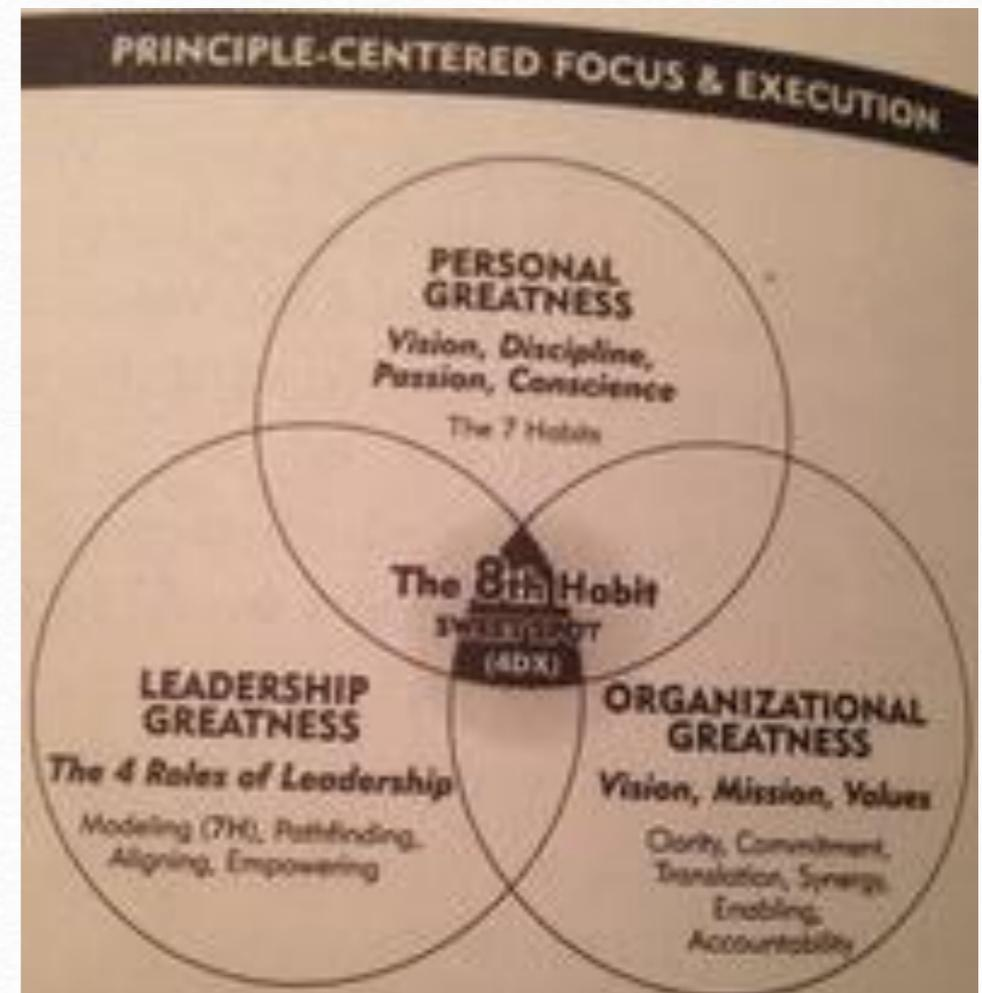 PRINCIPLE-CENTERED FOCUS & EXECUTION
PERSONAL
GREATNESS
Vision, Discipline,
Passion, Conscience
The 7 Habits
The 8th Habit
SWEET SPOT
(4DX)
LEADERSHIP
GREATNESS
The 4 Roles of Leadership
Modeling (7H), Pathfinding,
Aligning, Empowering
ORGANIZATIONAL
GREATNESS
Vision, Mission, Values
Clarity, Commitment,
Translation, Synergy,
Enabling,
Accountability